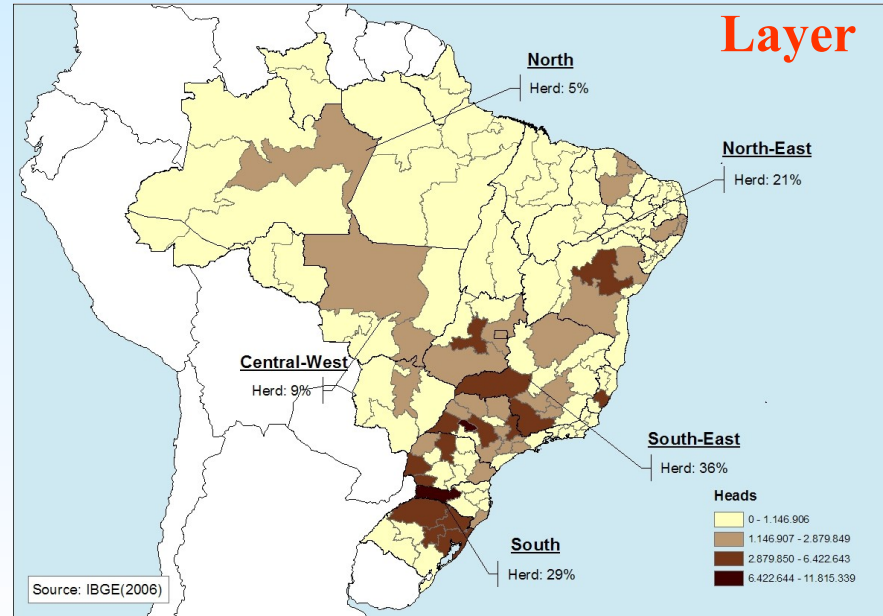 Layer
North
Herd: 5%
North-East
Herd: 21%
Central-West
Herd: 9%
South-East
Herd: 36%
South
Herd: 29%
Heads
0 - 1.146.906
1.146.907 - 2.879.849
2.879.850 - 6.422.643
6.422.644 - 11.815.339
Source: IBGE(2006)